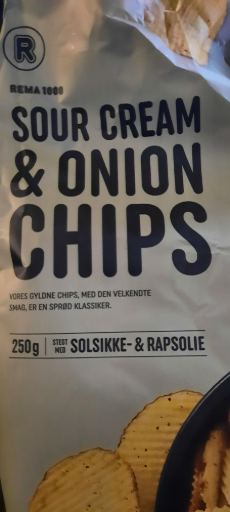 R
REMA 1000
SOUR CREAM
& ONION
CHIPS
VORES GYLDNE CHIPS, MED DEN VELKENDTE
SMAG, ER EN SPRØD KLASSIKER.
250g | STEGT MED SOLSIKKE- & RAPSOLIE